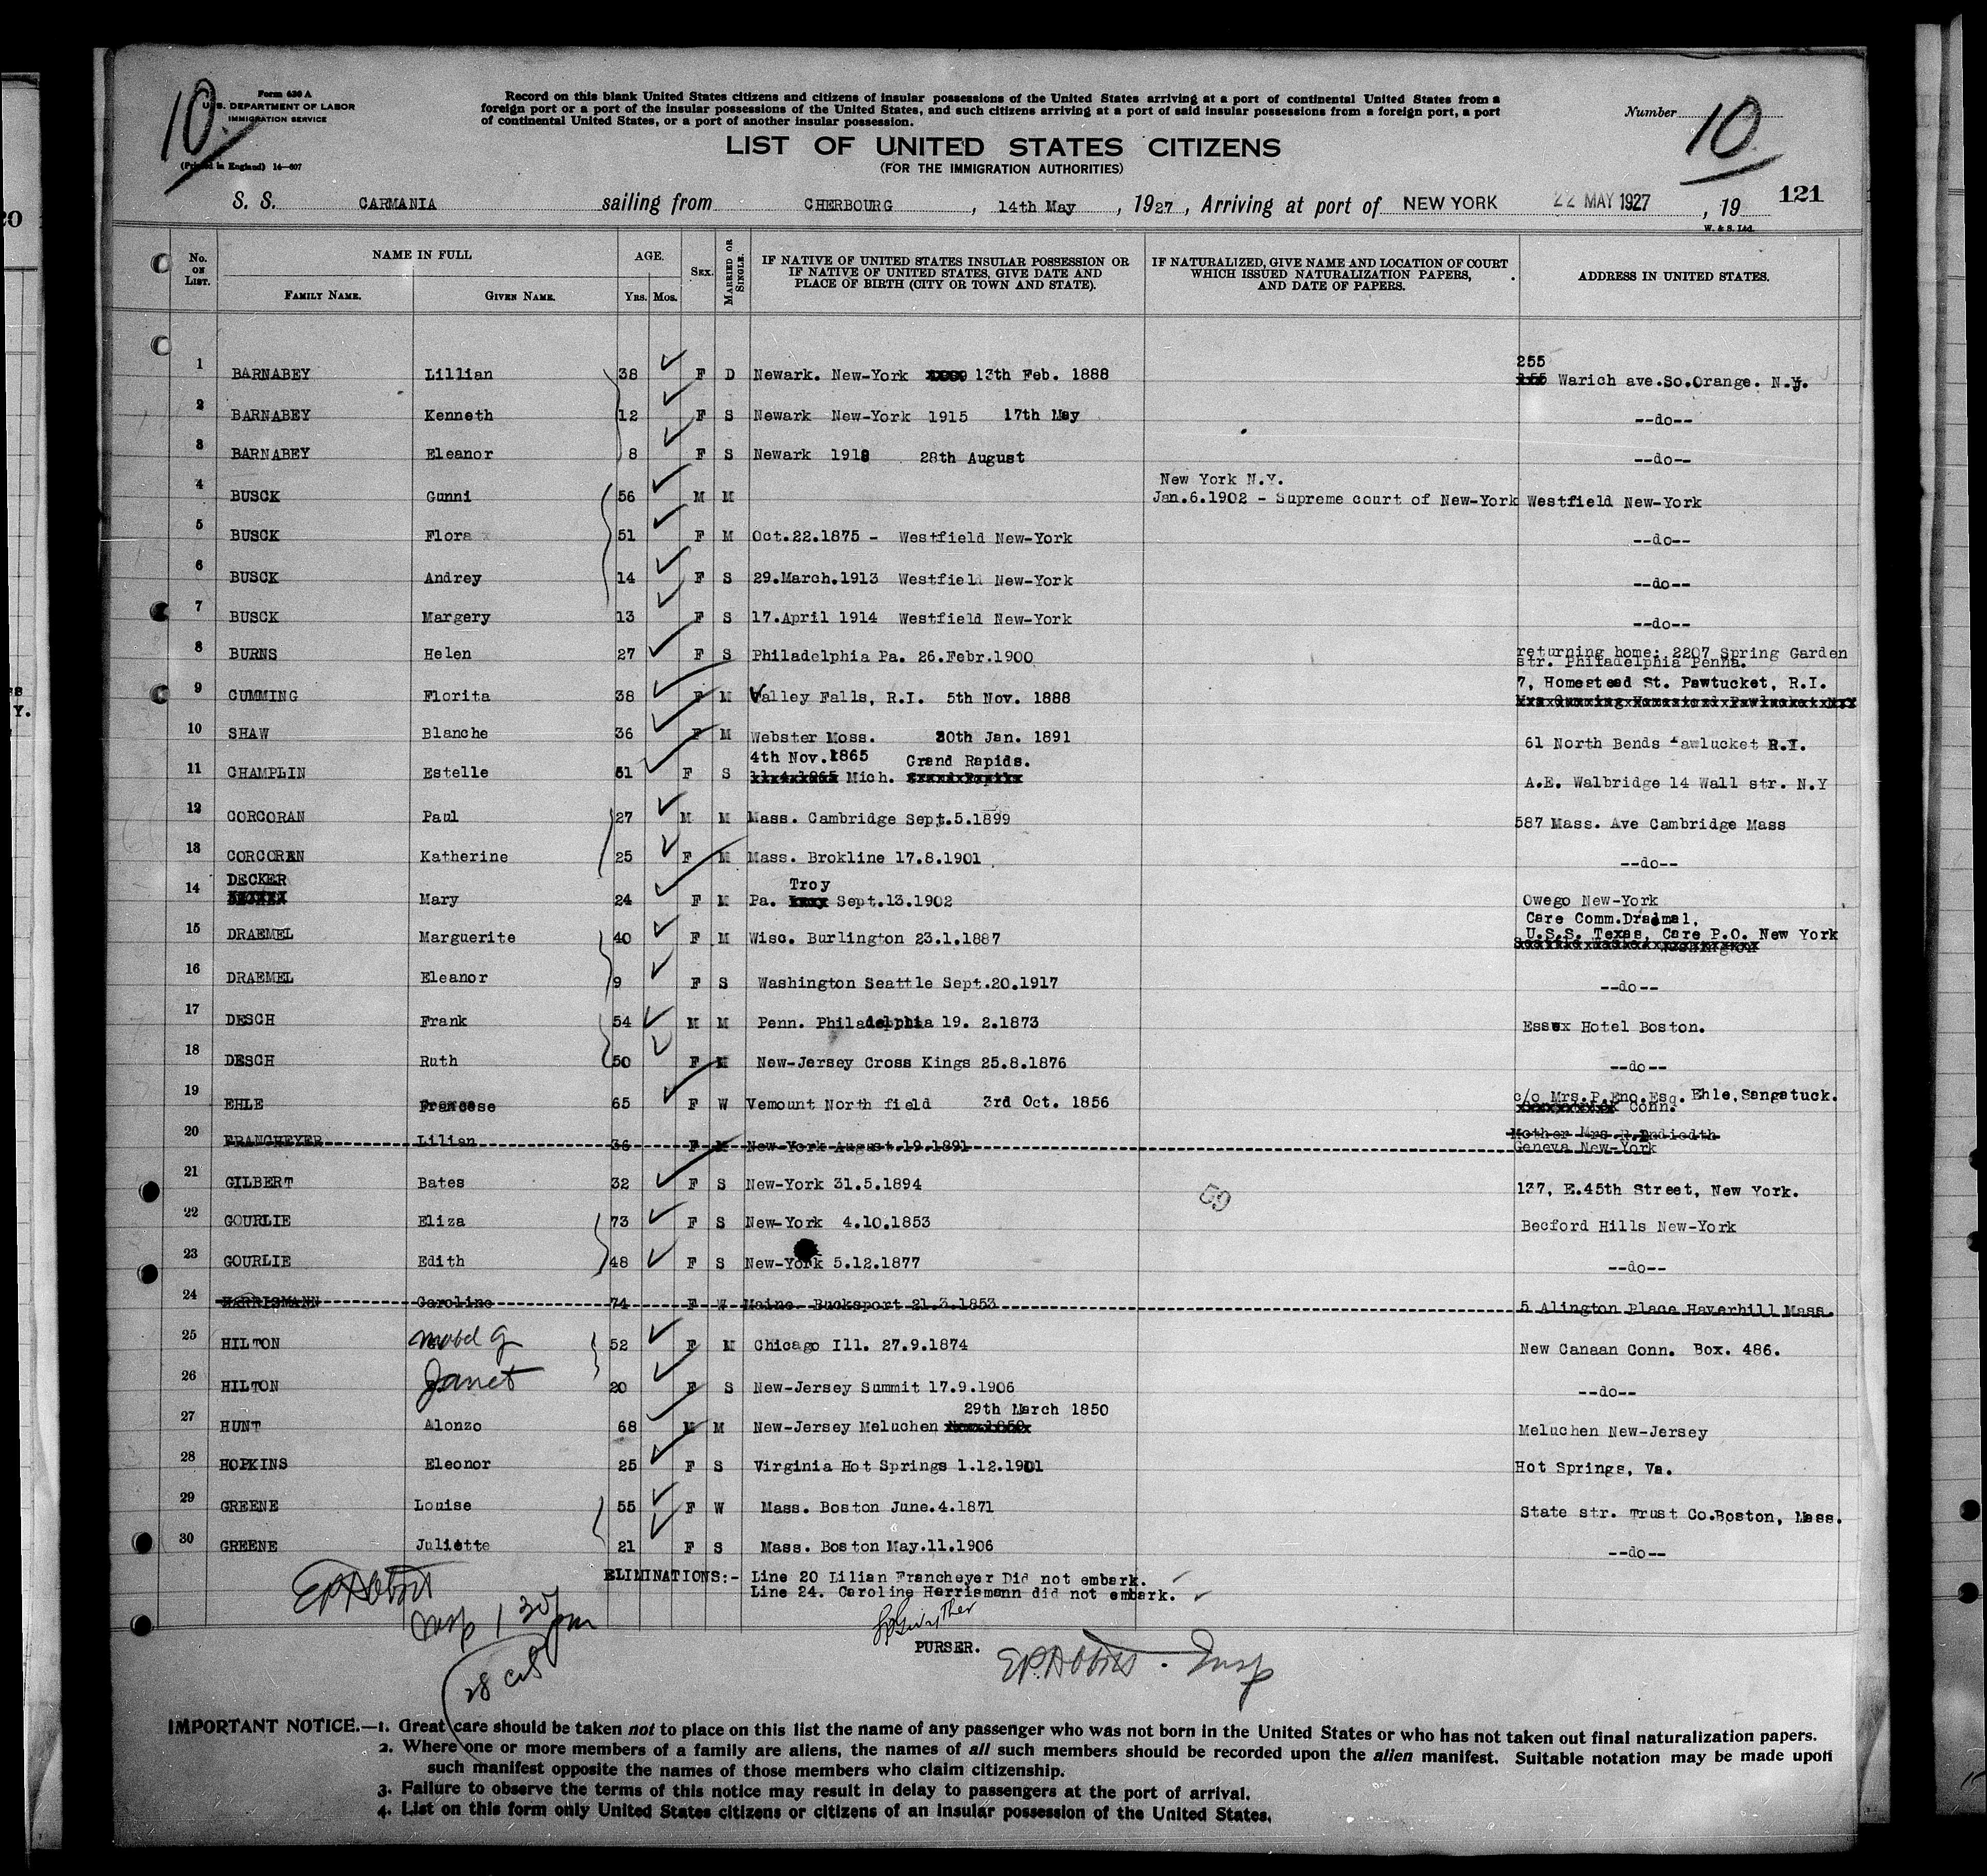 10
Form 630 A
U.S. DEPARTMENT OF LABOR
IMMIGRATION SERVICE
(Printed in England) 14—607
Record on this blank United States citizens and citizens of insular possessions of the United States arriving at a port of continental United States from a
foreign port or a port of the insular possessions of the United States, and such citizens arriving at a port of said insular possessions from a foreign port, a port
of continental United States, or a port of another insular possession.
Number 10
LIST OF UNITED STATES CITIZENS
(FOR THE IMMIGRATION AUTHORITIES)
121
S. S. CARMANIA sailing from CHERBOURG, 14th May, 1927, Arriving at port of NEW YORK 22 MAY 1927, 19
W. & S. Ltd.
No. on List. NAME IN FULL Family Name. Given Name. AGE. Yrs. Mos. Sex. Married or Single. IF NATIVE OF UNITED STATES INSULAR POSSESSION OR IF NATIVE OF UNITED STATES, GIVE DATE AND PLACE OF BIRTH (CITY OR TOWN AND STATE). IF NATURALIZED, GIVE NAME AND LOCATION OF COURT WHICH ISSUED NATURALIZATION PAPERS, AND DATE OF PAPERS. ADDRESS IN UNITED STATES.
1 BARNABEY Lillian 38 F D Newark. New-York 13th Feb. 1888 255 Warich ave.So.Orange. N.J.
2 BARNABEY Kenneth 12 F S Newark New-York 1915 17th May --do--
3 BARNABEY Eleanor 8 F S Newark 1918 28th August --do--
4 BUSCK Gunni 56 M M New York N.Y. Jan.6.1902 - Supreme court of New-York Westfield New-York
5 BUSCK Flora 51 F M Oct.22.1875 - Westfield New-York --do--
6 BUSCK Andrey 14 F S 29.March.1913 Westfield New-York --do--
7 BUSCK Margery 13 F S 17.April 1914 Westfield New-York --do--
8 BURNS Helen 27 F S Philadelphia Pa. 26.Febr.1900 returning home: 2207 Spring Garden str. Philadelphia Penna.
9 CUMMING Florita 38 F M Valley Falls, R.I. 5th Nov. 1888 7, Homestead St. Pawtucket, R.I.
10 SHAW Blanche 36 F M Webster Moss. 20th Jan. 1891 61 North Bends Pawlucket R.I.
11 CHAMPLIN Estelle 61 F S 4th Nov.1865 Mich. Grand Rapids. A.E. Walbridge 14 Wall str. N.Y
12 CORCORAN Paul 27 M M Mass. Cambridge Sept.5.1899 587 Mass. Ave Cambridge Mass
13 CORCORAN Katherine 25 F M Mass. Brokline 17.8.1901 --do--
14 DECKER Mary 24 F M Pa. Troy Sept.13.1902 Owego New-York
15 DRAEMEL Marguerite 40 F M Wisc. Burlington 23.1.1887 Care Comm.Draemel, U.S.S. Texas, Care P.O. New York
16 DRAEMEL Eleanor 9 F S Washington Seattle Sept.20.1917 --do--
17 DESCH Frank 54 M M Penn. Philadelphia 19. 2.1873 Essex Hotel Boston.
18 DESCH Ruth 50 F M New-Jersey Cross Kings 25.8.1876 --do--
19 EHLE Francese 65 F W Vemount North field 3rd Oct. 1856 c/o Mrs.P.Eno.Esq. Ehle,Sangatuck. Conn.
20 FRANCHEYER Lilian 36 F M New-York August.19.1891 Mother Mrs. Geneva New-York
21 GILBERT Bates 32 F S New-York 31.5.1894 137, E.45th Street, New York.
59
22 GOURLIE Eliza 73 F S New-York 4.10.1853 Becford Hills New-York
23 GOURLIE Edith 48 F S New-York 5.12.1877 --do--
24 HERRISMANN Caroline 74 F W Maine. Bucksport 21.3.1853 5 Alington Place Haverhill Mass.
25 HILTON 52 F M Chicago Ill. 27.9.1874 New Canaan Conn. Box. 486.
26 HILTON Janet 20 F S New-Jersey Summit 17.9.1906 --do--
27 HUNT Alonzo 68 M M New-Jersey Meluchen 29th March 1850 Meluchen New-Jersey
28 HOPKINS Eleonor 25 F S Virginia Hot Springs 1.12.1901 Hot Springs, Va.
29 GREENE Louise 55 F W Mass. Boston June.4.1871 State str. Trust Co.Boston, Mass.
30 GREENE Juliette 21 F S Mass. Boston May.11.1906 --do--
ELIMINATIONS:- Line 20 Lilian Francheyer Did not embark.
Line 24. Caroline Herrismann did not embark.
Insp 1 30 pm
PURSER.
Insp
28
IMPORTANT NOTICE.—1. Great care should be taken not to place on this list the name of any passenger who was not born in the United States or who has not taken out final naturalization papers.
2. Where one or more members of a family are aliens, the names of all such members should be recorded upon the alien manifest. Suitable notation may be made upon
such manifest opposite the names of those members who claim citizenship.
3. Failure to observe the terms of this notice may result in delay to passengers at the port of arrival.
4. List on this form only United States citizens or citizens of an insular possession of the United States.